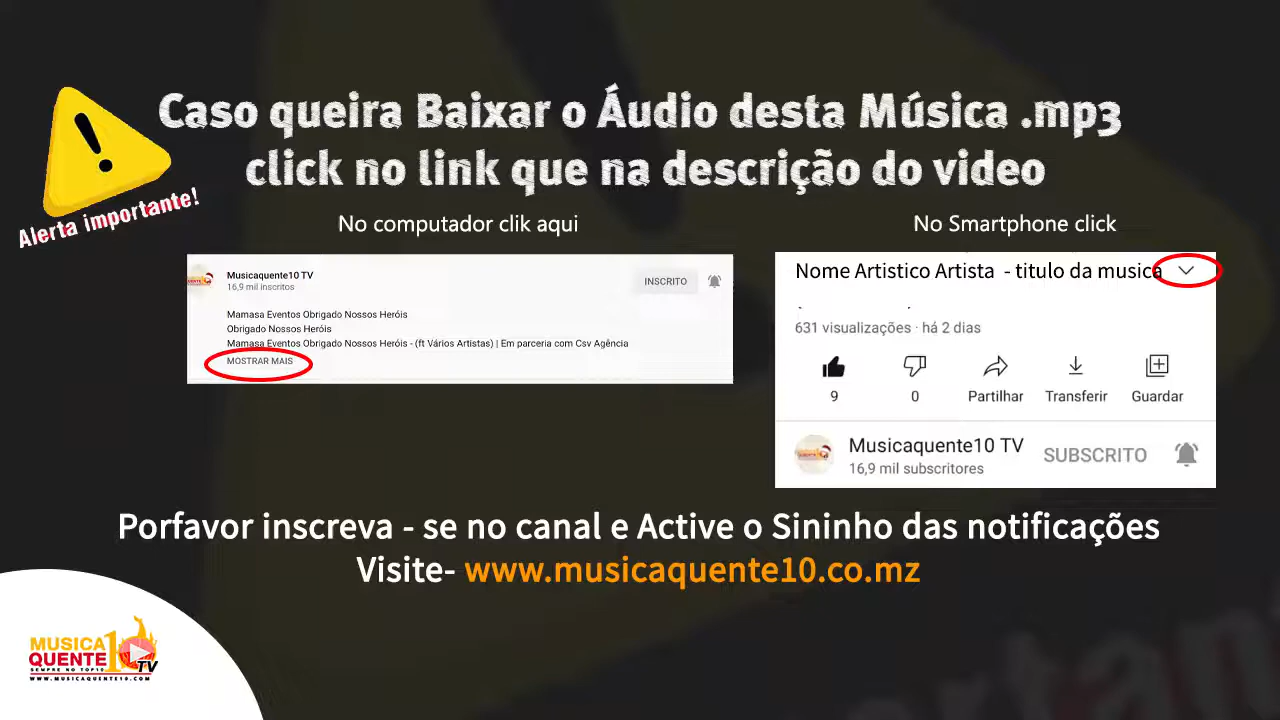 Caso queira Baixar o Áudio desta Música .mp3
click no link que na descrição do video
Alerta importante!
No computador clik aqui
No Smartphone click
Musicaquente10 TV
16,9 mil inscritos
INSCRITO
Mamasa Eventos Obrigado Nossos Heróis
Obrigado Nossos Heróis
Mamasa Eventos Obrigado Nossos Heróis - (ft Vários Artistas) | Em parceria com Csv Agência
MOSTRAR MAIS
Nome Artistico Artista - titulo da musica
631 visualizações · há 2 dias
9
0
Partilhar
Transferir
Guardar
Musicaquente10 TV
16,9 mil subscritores
SUBSCRITO
Porfavor inscreva - se no canal e Active o Sininho das notificações
Visite- www.musicaquente10.co.mz
MUSICA
QUENTE 10 TV
SEMPRE NO TOP10
WWW.MUSICAQUENTE10.COM